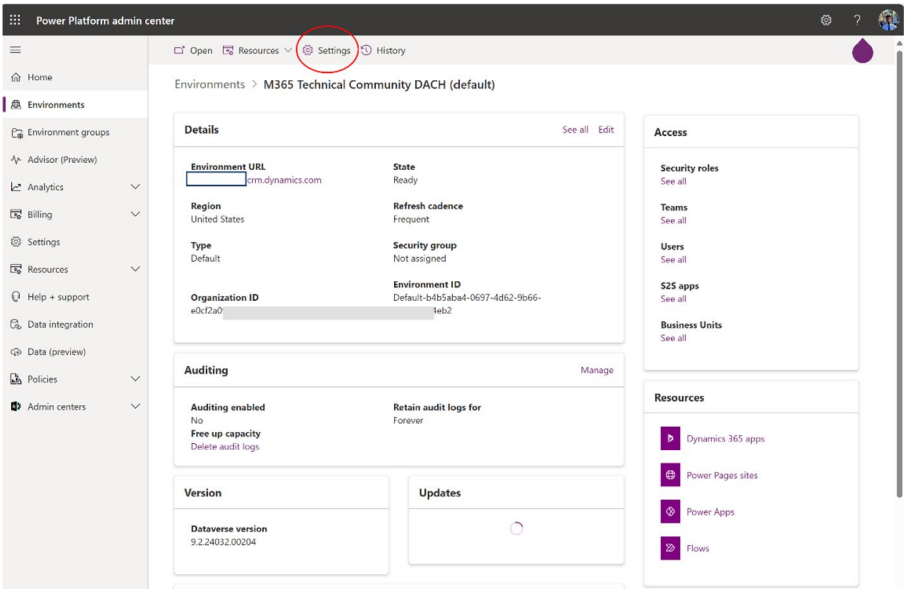 Power Platform admin center
?
Open Resources Settings History
Home
Environments
Environment groups
Advisor (Preview)
Analytics
Billing
Settings
Resources
Help + support
Data integration
Data (preview)
Policies
Admin centers
Environments > M365 Technical Community DACH (default)
Details See all Edit
Environment URL
crm.dynamics.com
State
Ready
Region
United States
Refresh cadence
Frequent
Type
Default
Security group
Not assigned
Organization ID
e0cf2a0
Environment ID
Default-b4b5aba4-0697-4d62-9b66-
4eb2
Auditing Manage
Auditing enabled
No
Retain audit logs for
Forever
Free up capacity
Delete audit logs
Version
Dataverse version
9.2.24032.00204
Updates
Access
Security roles
See all
Teams
See all
Users
See all
S2S apps
See all
Business Units
See all
Resources
Dynamics 365 apps
Power Pages sites
Power Apps
Flows